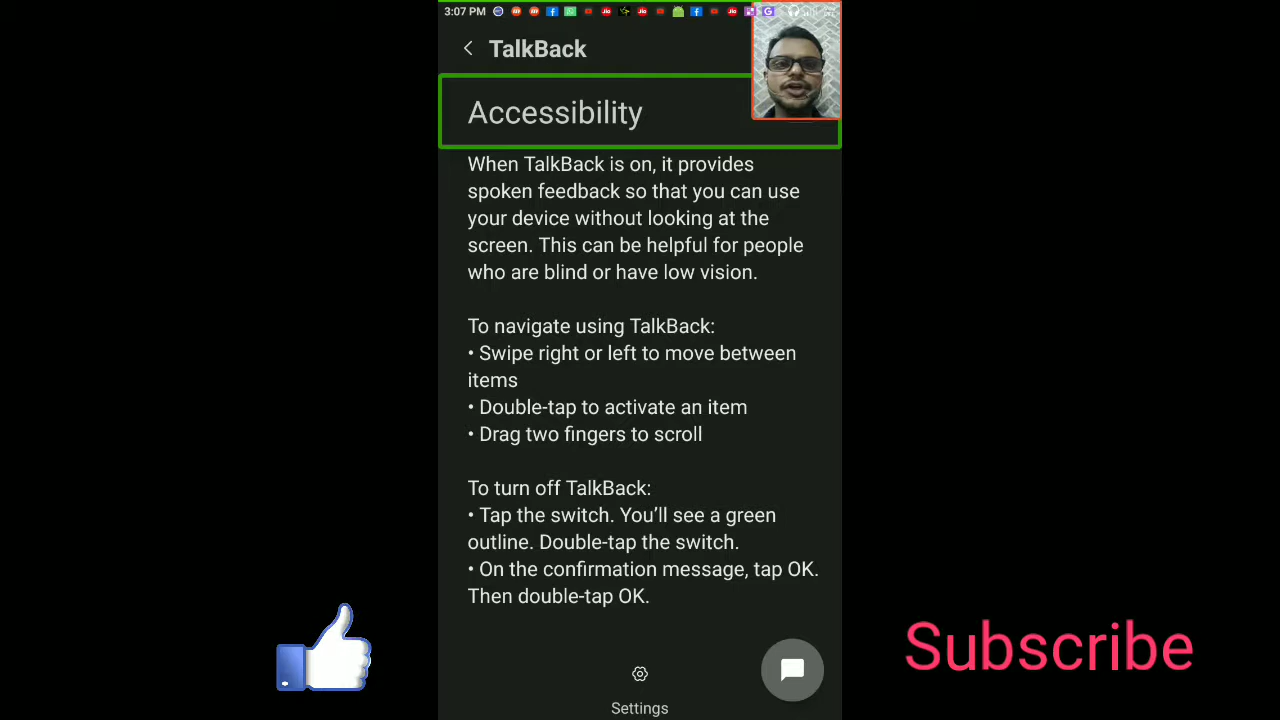 3:07 PM
TalkBack
Accessibility
When TalkBack is on, it provides
spoken feedback so that you can use
your device without looking at the
screen. This can be helpful for people
who are blind or have low vision.
To navigate using TalkBack:
• Swipe right or left to move between
items
• Double-tap to activate an item
• Drag two fingers to scroll
To turn off TalkBack:
• Tap the switch. You’ll see a green
outline. Double-tap the switch.
• On the confirmation message, tap OK.
Then double-tap OK.
Settings
Subscribe